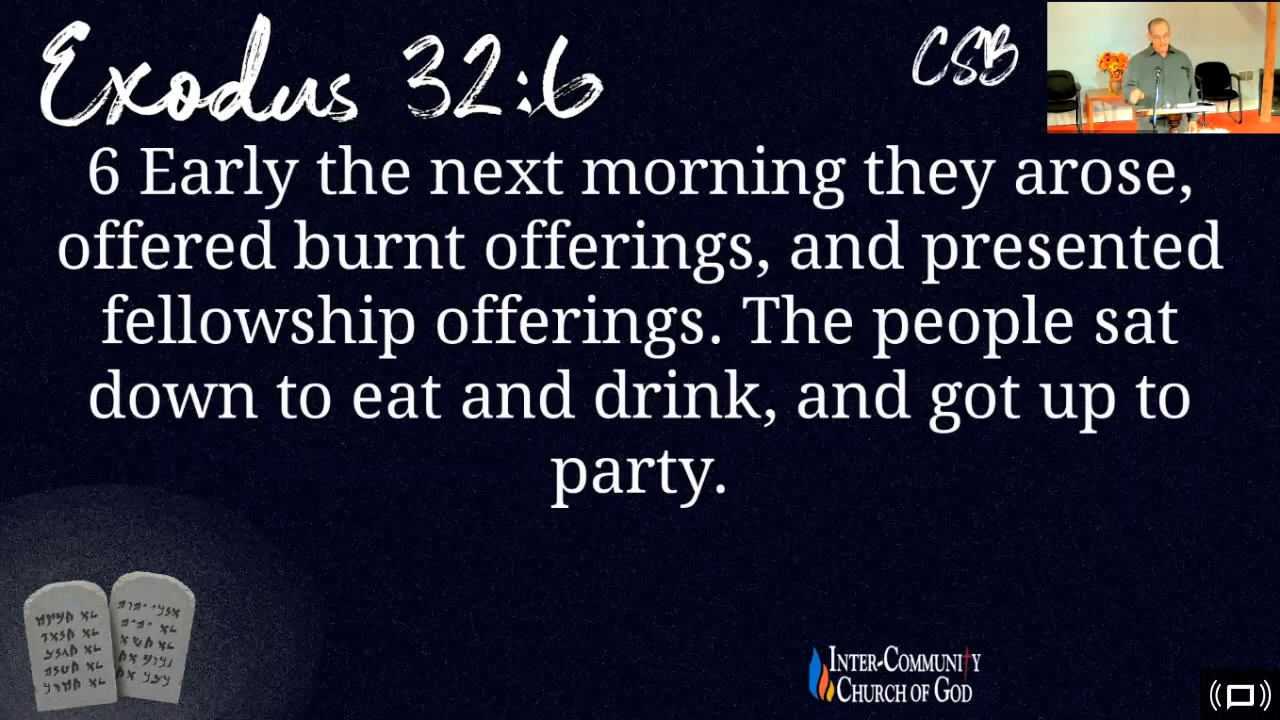 Exodus 32:6
CSB
6 Early the next morning they arose,
offered burnt offerings, and presented
fellowship offerings. The people sat
down to eat and drink, and got up to
party.
INTER-COMMUNITY
CHURCH OF GOD